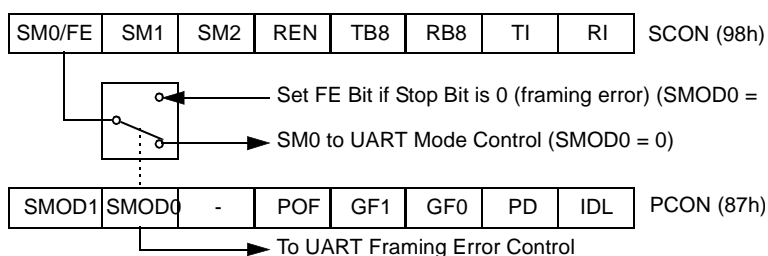 SM0/FE SM1 SM2 REN TB8 RB8 TI RI SCON (98h)
Set FE Bit if Stop Bit is 0 (framing error) (SMOD0 =
SM0 to UART Mode Control (SMOD0 = 0)
SMOD1 SMOD0 - POF GF1 GF0 PD IDL PCON (87h)
To UART Framing Error Control